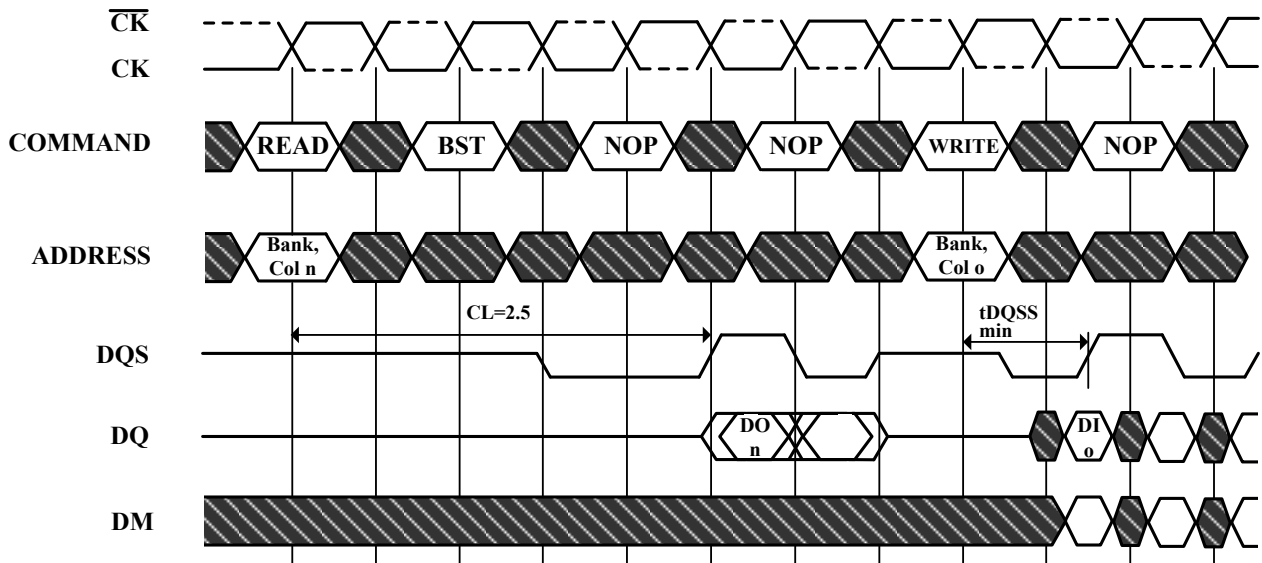 CK
CK
COMMAND READ BST NOP NOP WRITE NOP
ADDRESS Bank, Col n Bank, Col o
CL=2.5 tDQSS min
DQS
DQ DO n DI o
DM